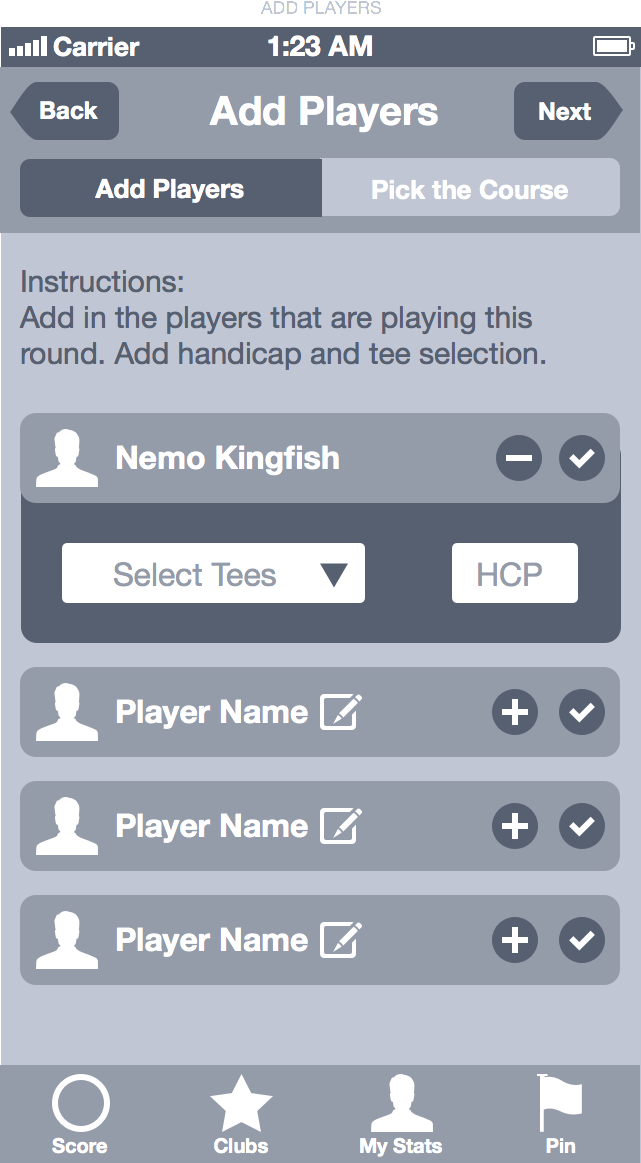 ADD PLAYERS
Carrier 1:23 AM
Back Add Players Next
Add Players Pick the Course
Instructions:
Add in the players that are playing this
round. Add handicap and tee selection.
Nemo Kingfish
Select Tees HCP
Player Name
Player Name
Player Name
Score Clubs My Stats Pin